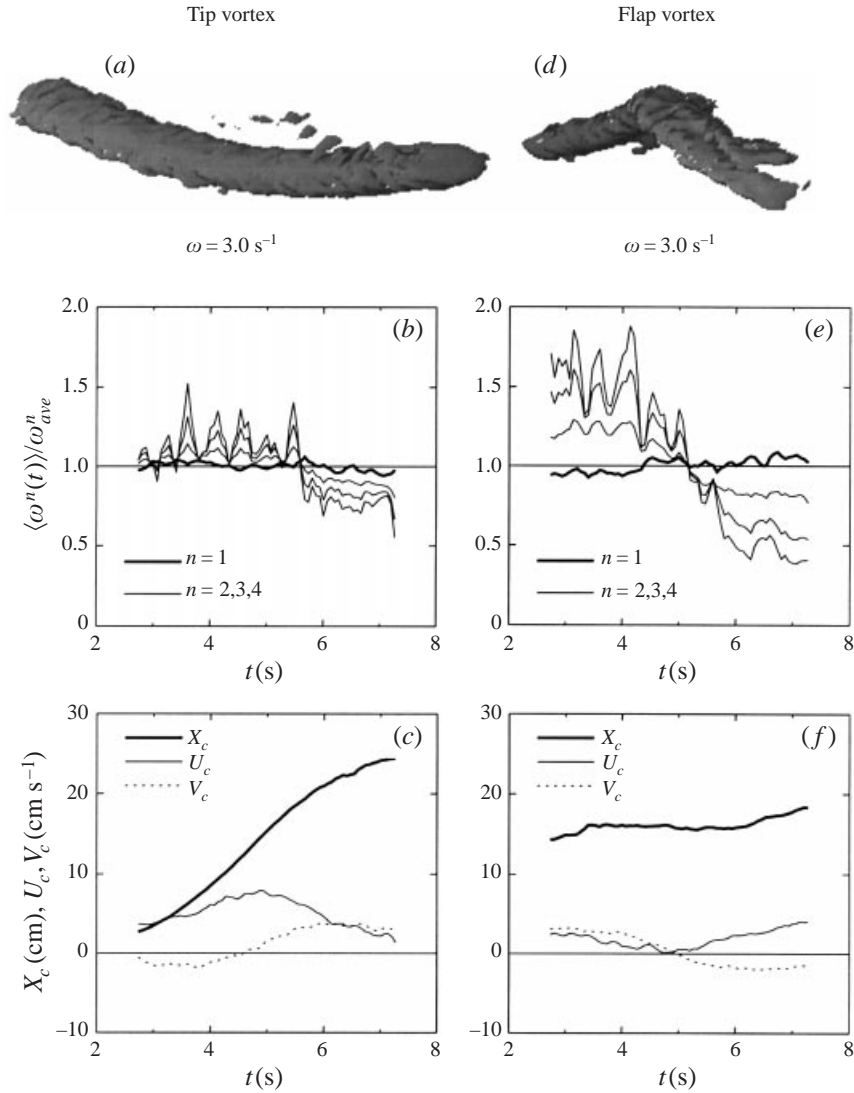 Tip vortex
Flap vortex
(a)
(d)
ω = 3.0 s⁻¹
ω = 3.0 s⁻¹
⟨ωⁿ(t)⟩/ωⁿ_ave
2.0
1.5
1.0
0.5
0
(b)
n = 1
n = 2,3,4
2
4
6
8
t(s)
2.0
1.5
1.0
0.5
0
(e)
n = 1
n = 2,3,4
2
4
6
8
t(s)
X_c (cm), U_c, V_c (cm s⁻¹)
30
20
10
0
–10
(c)
X_c
U_c
V_c
2
4
6
8
t(s)
30
20
10
0
–10
(f)
X_c
U_c
V_c
2
4
6
8
t(s)